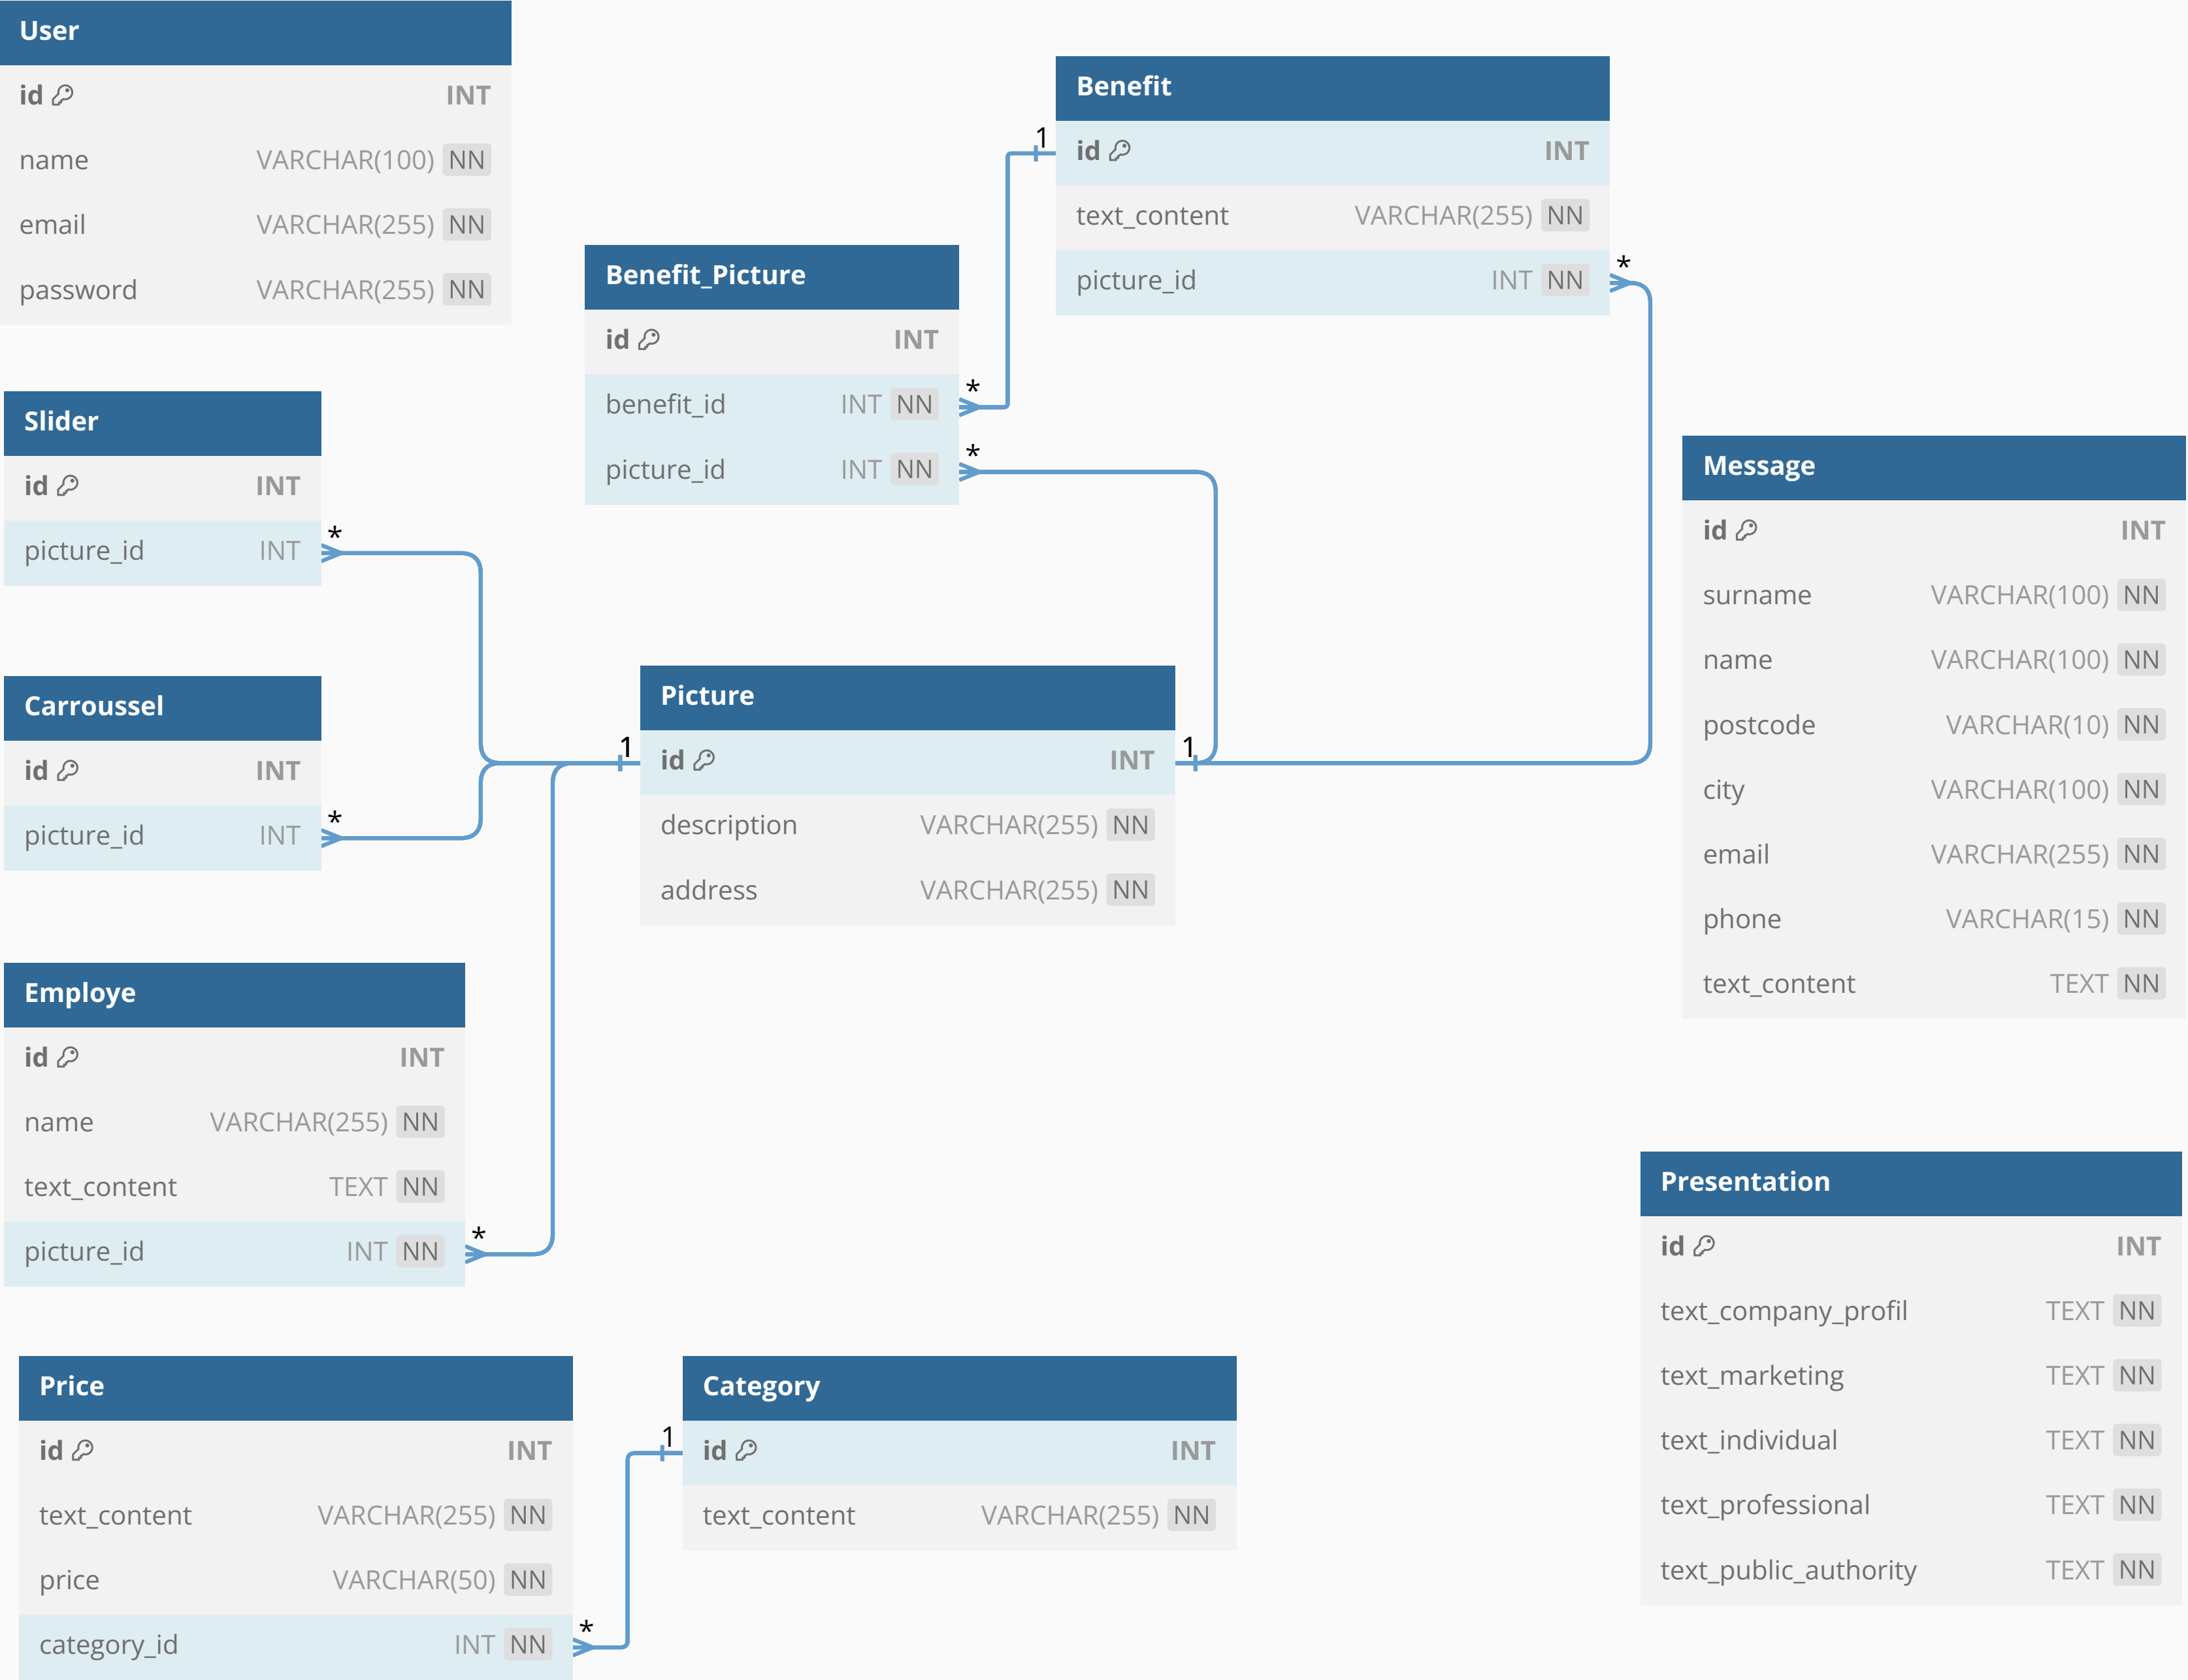 User
id INT
name VARCHAR(100) NN
email VARCHAR(255) NN
password VARCHAR(255) NN
Benefit
1
id INT
text_content VARCHAR(255) NN
picture_id INT NN *
Benefit_Picture
id INT
benefit_id INT NN *
picture_id INT NN *
Slider
id INT
picture_id INT *
Message
id INT
surname VARCHAR(100) NN
name VARCHAR(100) NN
postcode VARCHAR(10) NN
city VARCHAR(100) NN
email VARCHAR(255) NN
phone VARCHAR(15) NN
text_content TEXT NN
Carroussel
id INT
picture_id INT *
Picture
1 id INT 1
description VARCHAR(255) NN
address VARCHAR(255) NN
Employe
id INT
name VARCHAR(255) NN
text_content TEXT NN
picture_id INT NN *
Presentation
id INT
text_company_profil TEXT NN
text_marketing TEXT NN
text_individual TEXT NN
text_professional TEXT NN
text_public_authority TEXT NN
Price
id INT
text_content VARCHAR(255) NN
price VARCHAR(50) NN
category_id INT NN *
Category
1 id INT
text_content VARCHAR(255) NN